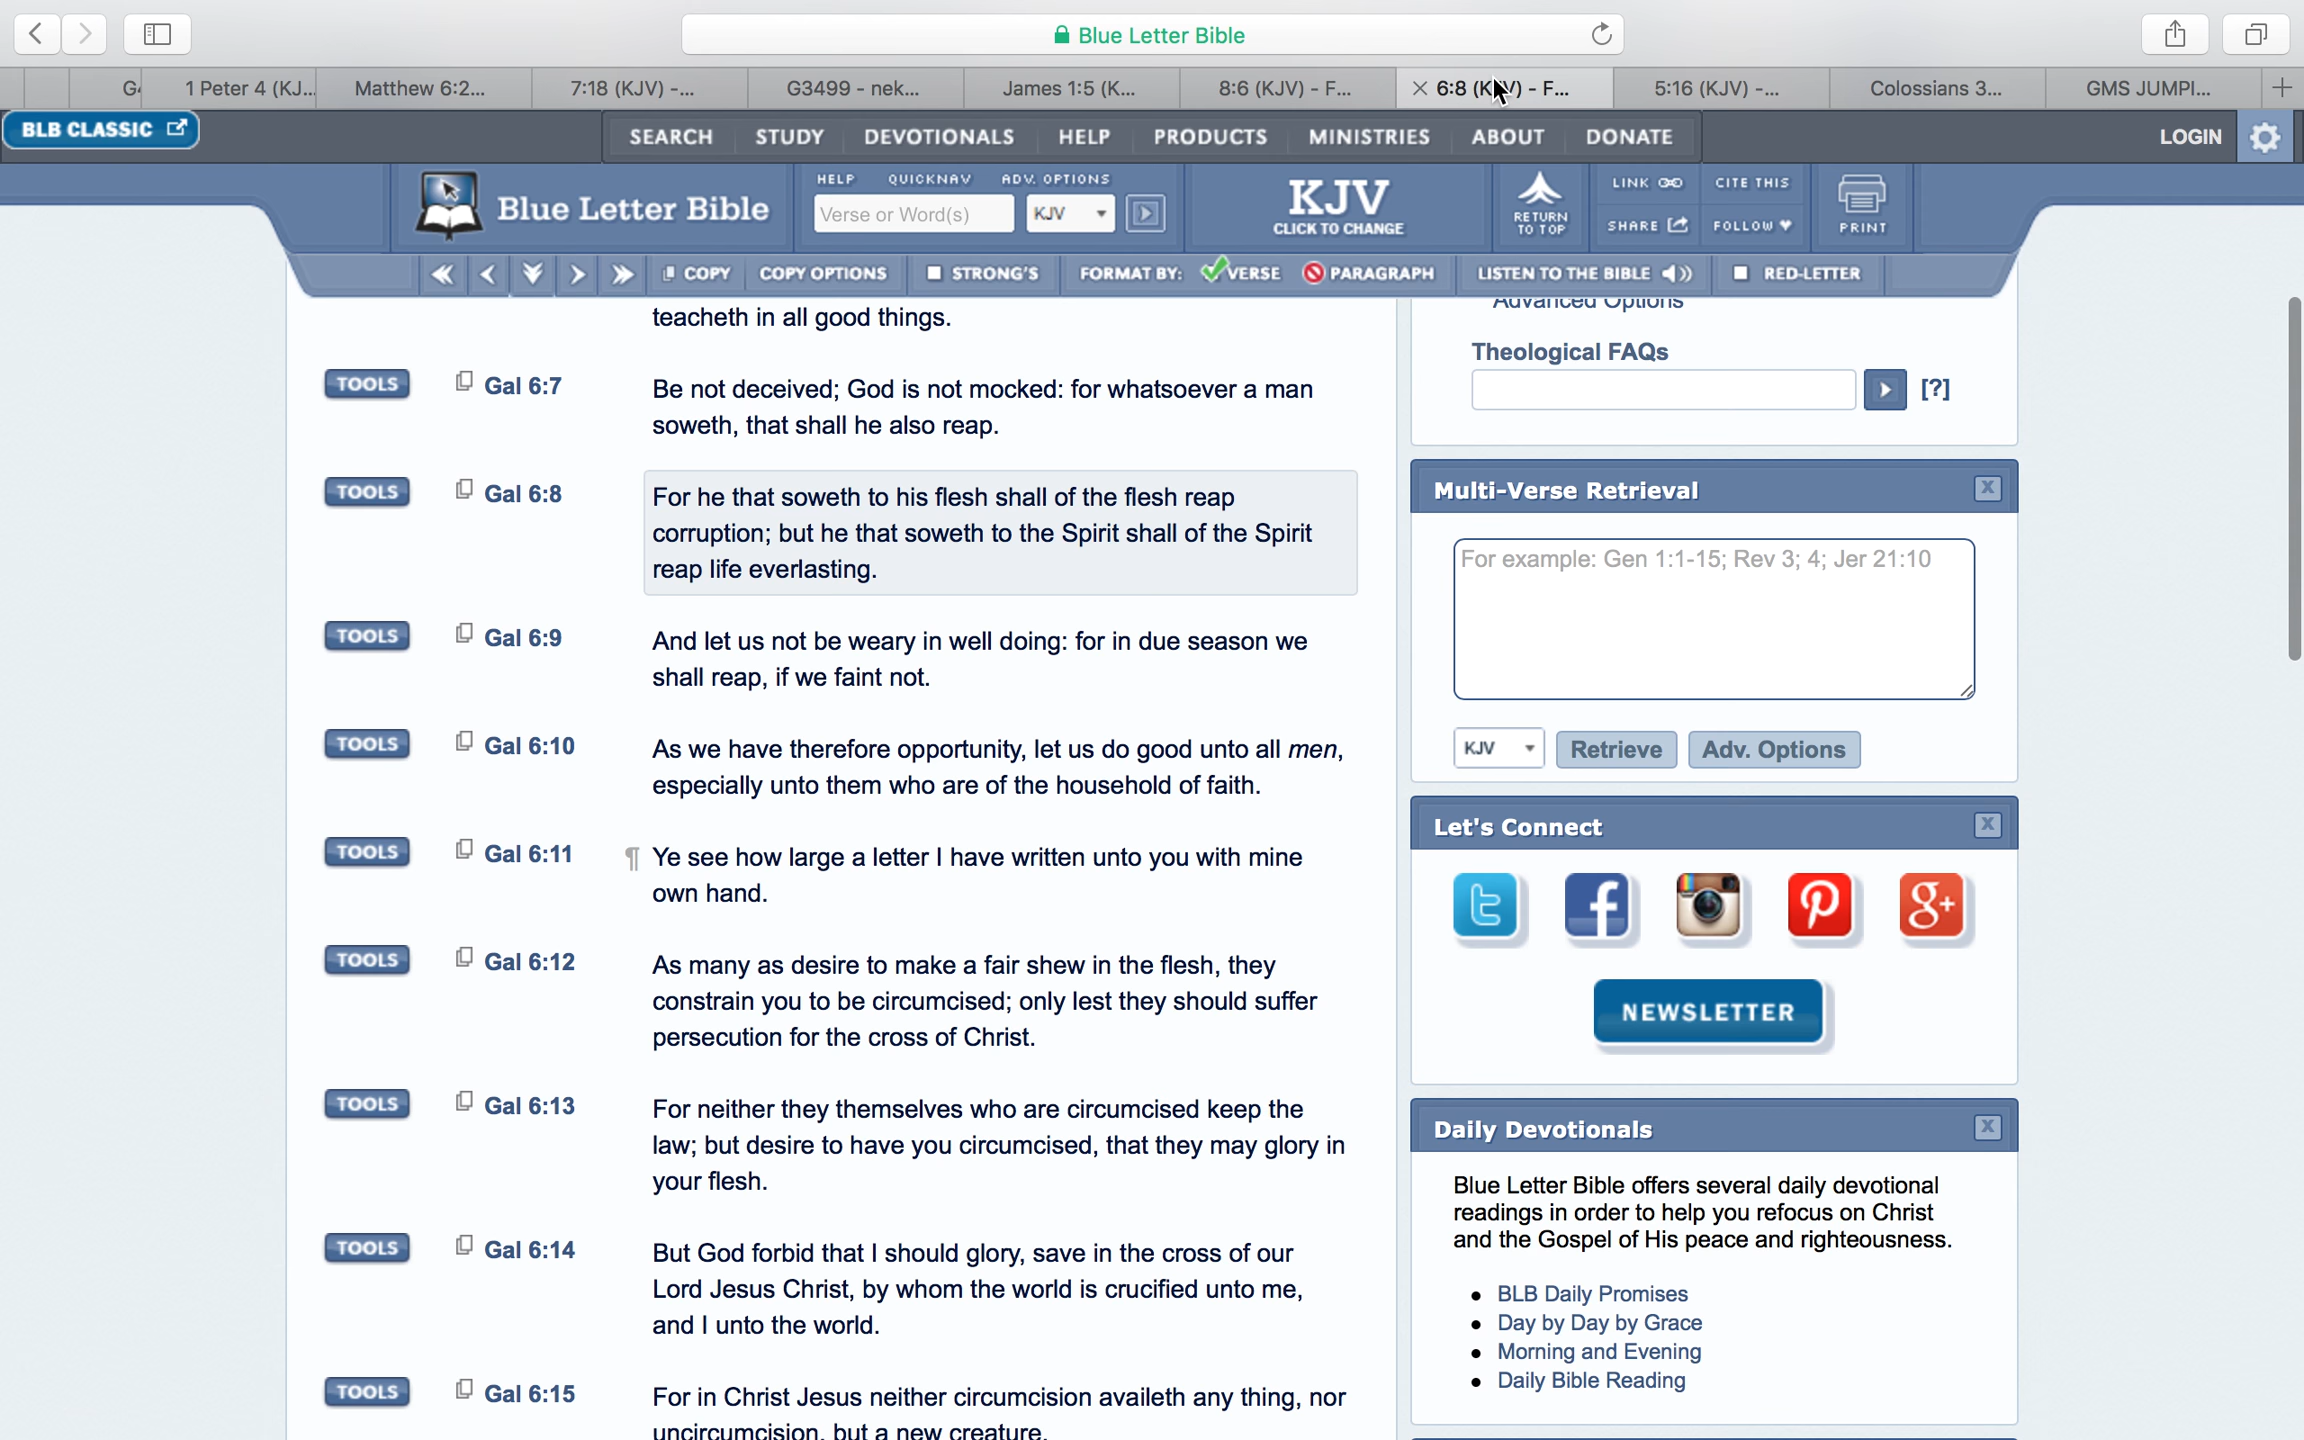 Blue Letter Bible
1 Peter 4 (KJ...
Matthew 6:2...
7:18 (KJV) -...
G3499 - nek...
James 1:5 (K...
8:6 (KJV) - F...
6:8 (KJV) - F...
5:16 (KJV) -...
Colossians 3...
GMS JUMPI...
BLB CLASSIC
SEARCH STUDY DEVOTIONALS HELP PRODUCTS MINISTRIES ABOUT DONATE
LOGIN
Blue Letter Bible
HELP QUICKNAV ADV. OPTIONS
Verse or Word(s)
KJV
KJV
CLICK TO CHANGE
RETURN
TO TOP
LINK CITE THIS
SHARE FOLLOW
PRINT
COPY COPY OPTIONS STRONG'S FORMAT BY: VERSE PARAGRAPH LISTEN TO THE BIBLE RED-LETTER
teacheth in all good things.
TOOLS Gal 6:7 Be not deceived; God is not mocked: for whatsoever a man
soweth, that shall he also reap.
TOOLS Gal 6:8 For he that soweth to his flesh shall of the flesh reap
corruption; but he that soweth to the Spirit shall of the Spirit
reap life everlasting.
TOOLS Gal 6:9 And let us not be weary in well doing: for in due season we
shall reap, if we faint not.
TOOLS Gal 6:10 As we have therefore opportunity, let us do good unto all men,
especially unto them who are of the household of faith.
TOOLS Gal 6:11 ¶ Ye see how large a letter I have written unto you with mine
own hand.
TOOLS Gal 6:12 As many as desire to make a fair shew in the flesh, they
constrain you to be circumcised; only lest they should suffer
persecution for the cross of Christ.
TOOLS Gal 6:13 For neither they themselves who are circumcised keep the
law; but desire to have you circumcised, that they may glory in
your flesh.
TOOLS Gal 6:14 But God forbid that I should glory, save in the cross of our
Lord Jesus Christ, by whom the world is crucified unto me,
and I unto the world.
TOOLS Gal 6:15 For in Christ Jesus neither circumcision availeth any thing, nor
uncircumcision, but a new creature.
Advanced Options
Theological FAQs
[?]
Multi-Verse Retrieval
For example: Gen 1:1-15; Rev 3; 4; Jer 21:10
KJV Retrieve Adv. Options
Let's Connect
NEWSLETTER
Daily Devotionals
Blue Letter Bible offers several daily devotional
readings in order to help you refocus on Christ
and the Gospel of His peace and righteousness.
BLB Daily Promises
Day by Day by Grace
Morning and Evening
Daily Bible Reading